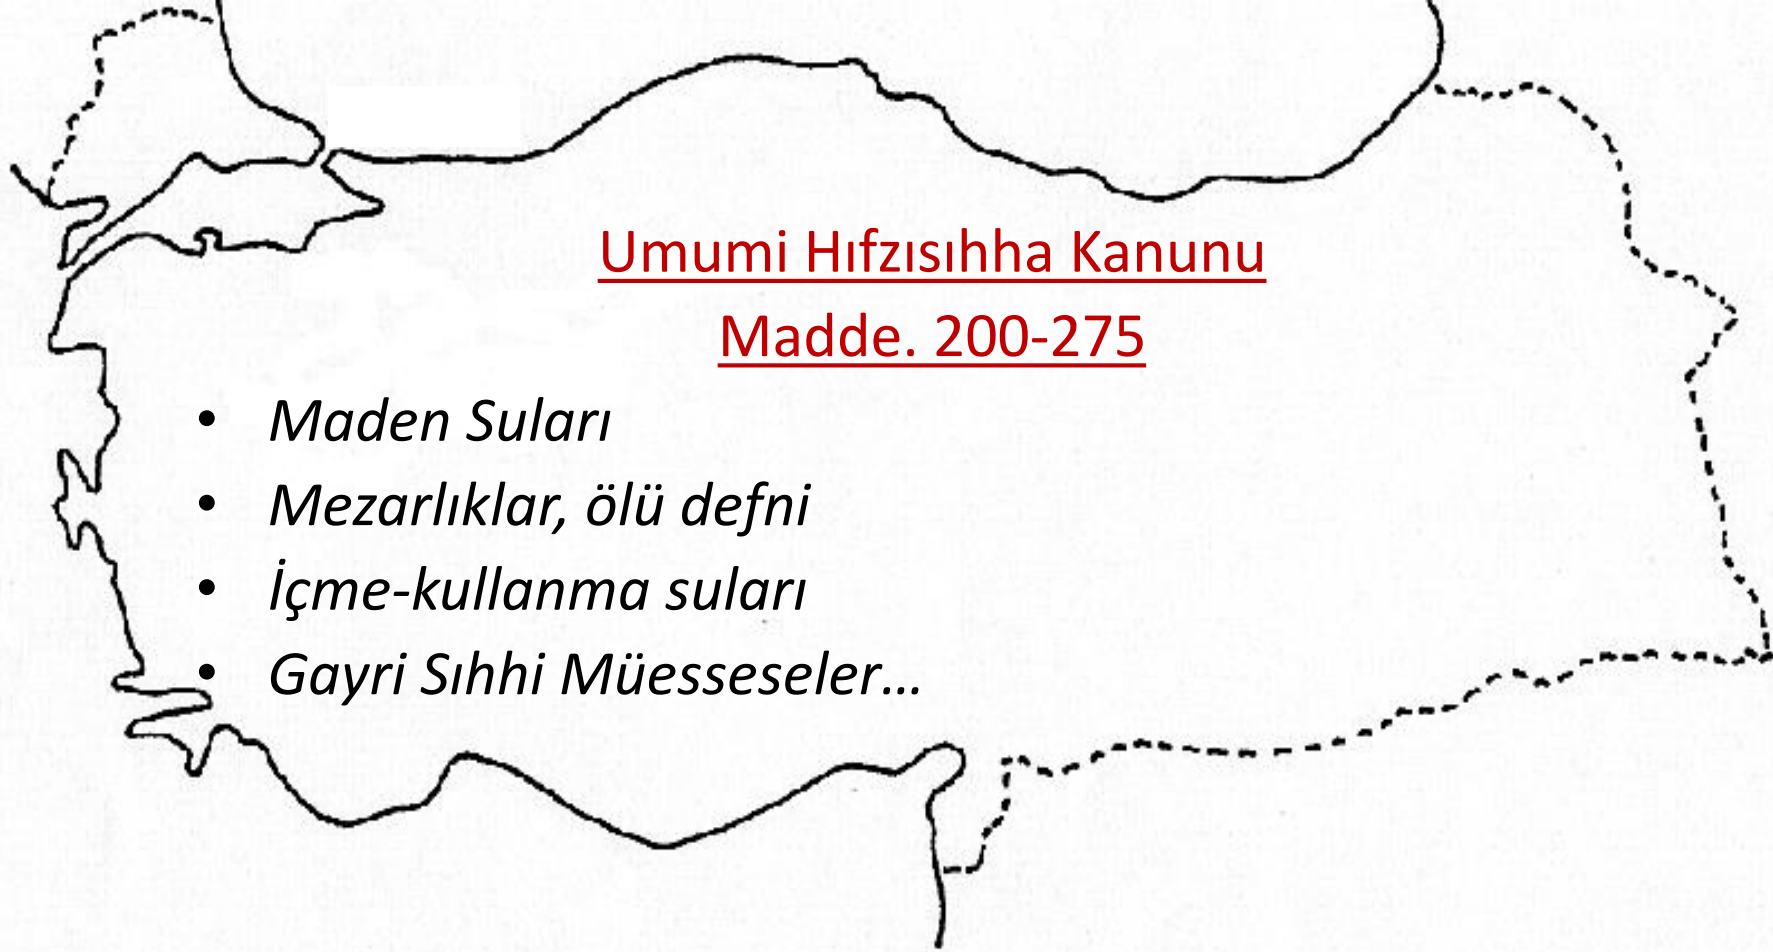 Umumi Hıfzısıhha Kanunu
Madde. 200-275
• Maden Suları
• Mezarlıklar, ölü defni
• İçme-kullanma suları
• Gayri Sıhhi Müesseseler…